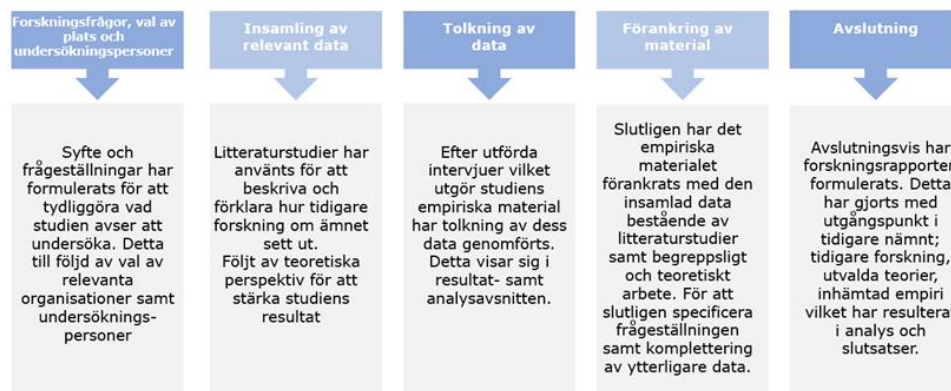 Forskningsfrågor, val av
plats och
undersökningspersoner
Insamling av
relevant data
Tolkning av
data
Förankring av
material
Avslutning
Syfte och
frågeställningar har
formulerats för att
tydliggöra vad
studien avser att
undersöka. Detta
till följd av val av
relevanta
organisationer samt
undersöknings-
personer
Litteraturstudier har
använts för att
beskriva och
förklara hur tidigare
forskning om ämnet
sett ut.
Följt av teoretiska
perspektiv för att
stärka studiens
resultat
Efter utförda
intervjuer vilket
utgör studiens
empiriska material
har tolkning av dess
data genomförts.
Detta visar sig i
resultat- samt
analysavsnitten.
Slutligen har det
empiriska
materialet
förankrats med den
insamlad data
bestående av
litteraturstudier
samt begreppsligt
och teoretiskt
arbete. För att
slutligen specificera
frågeställningen
samt komplettering
av ytterligare data.
Avslutningsvis har
forskningsrapporten
formulerats. Detta
har gjorts med
utgångspunkt i
tidigare nämnt;
tidigare forskning,
utvalda teorier,
inhämtad empiri
vilket har resulterat
i analys och
slutsatser.